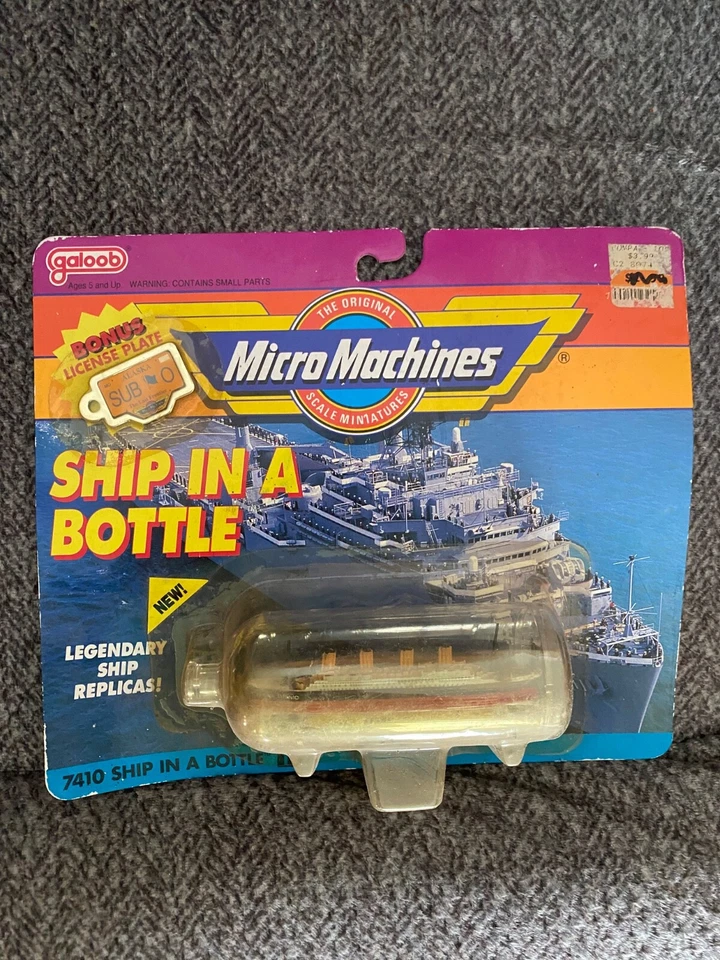 galoob®
Ages 5 and Up. WARNING: CONTAINS SMALL PARTS
$3.99
BONUS
LICENSE PLATE
SUB 0
THE ORIGINAL
Micro Machines
®
SCALE MINIATURES
SHIP IN A
BOTTLE
NEW!
LEGENDARY
SHIP
REPLICAS!
7410 SHIP IN A BOTTLE